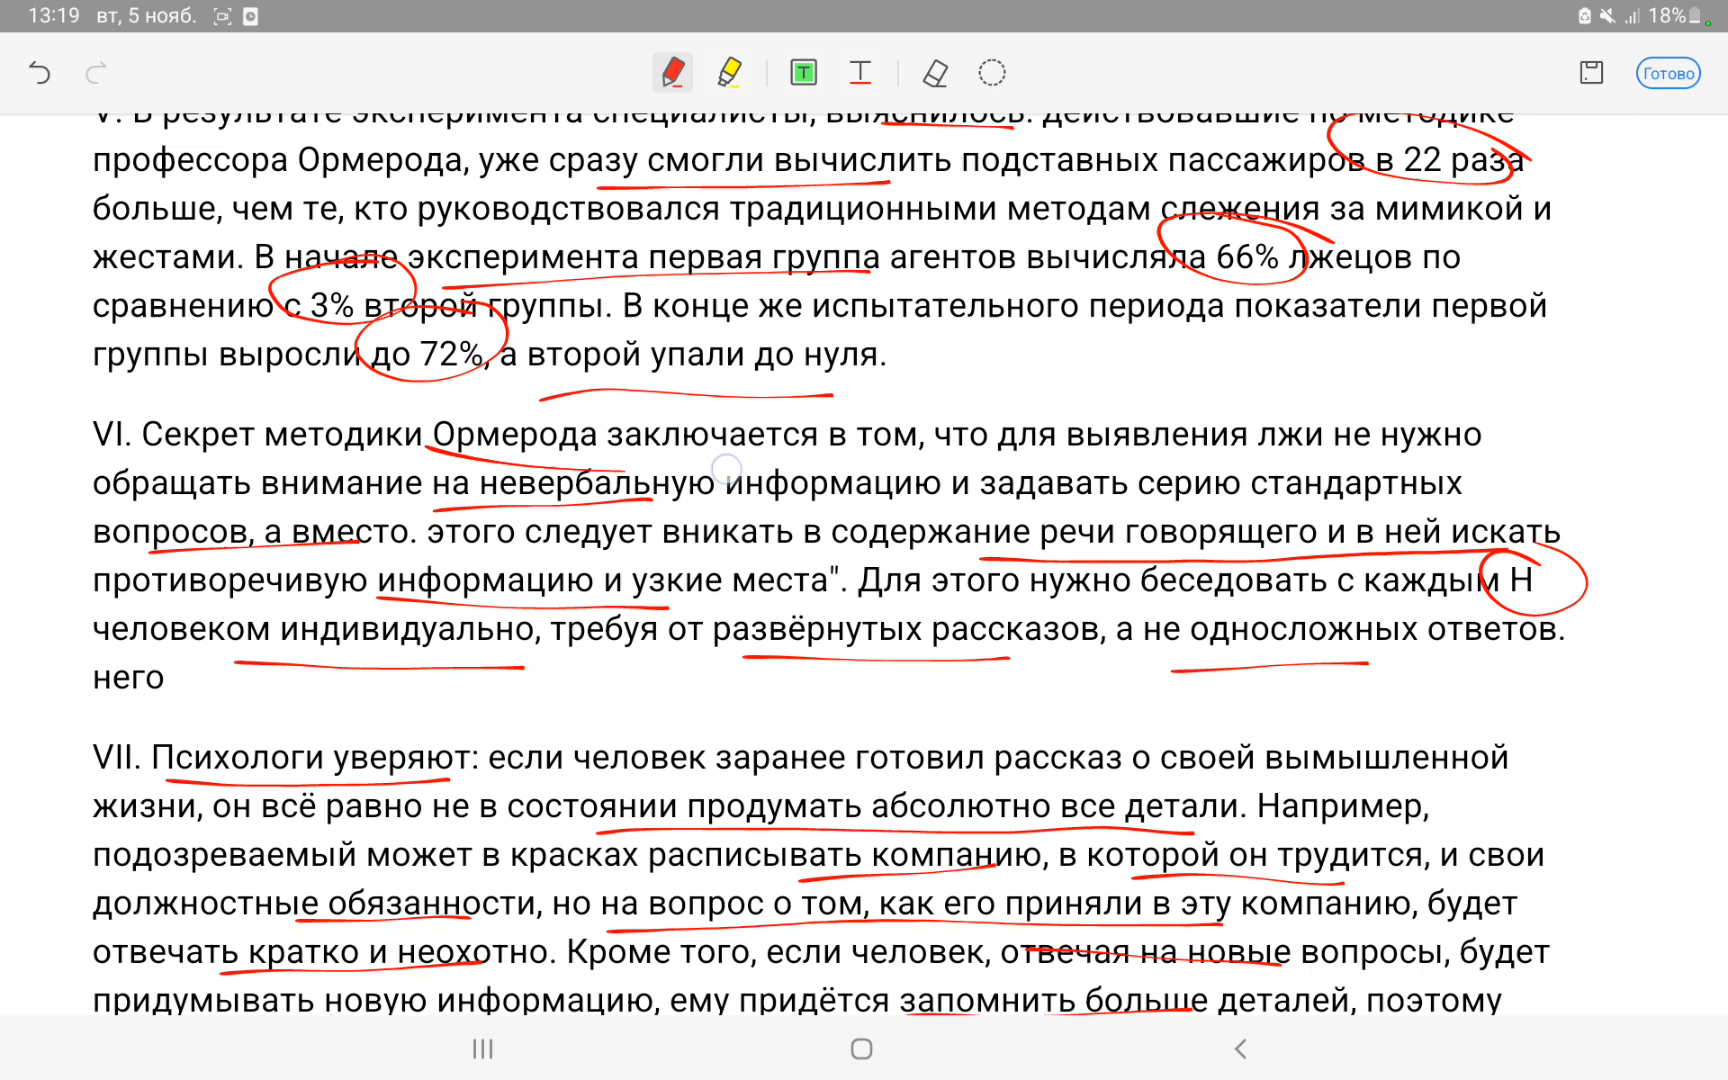 13:19 вт, 5 нояб. 18%
T T Готово
V. В результате эксперимента специалисты, выяснилось: действовавшие по методике
профессора Ормерода, уже сразу смогли вычислить подставных пассажиров в 22 раза
больше, чем те, кто руководствовался традиционными методам слежения за мимикой и
жестами. В начале эксперимента первая группа агентов вычисляла 66% лжецов по
сравнению с 3% второй группы. В конце же испытательного периода показатели первой
группы выросли до 72%, а второй упали до нуля.
VI. Секрет методики Ормерода заключается в том, что для выявления лжи не нужно
обращать внимание на невербальную информацию и задавать серию стандартных
вопросов, а вместо. этого следует вникать в содержание речи говорящего и в ней искать
противоречивую информацию и узкие места". Для этого нужно беседовать с каждым Н
человеком индивидуально, требуя от развёрнутых рассказов, а не односложных ответов.
него
VII. Психологи уверяют: если человек заранее готовил рассказ о своей вымышленной
жизни, он всё равно не в состоянии продумать абсолютно все детали. Например,
подозреваемый может в красках расписывать компанию, в которой он трудится, и свои
должностные обязанности, но на вопрос о том, как его приняли в эту компанию, будет
отвечать кратко и неохотно. Кроме того, если человек, отвечая на новые вопросы, будет
придумывать новую информацию, ему придётся запомнить больше деталей, поэтому